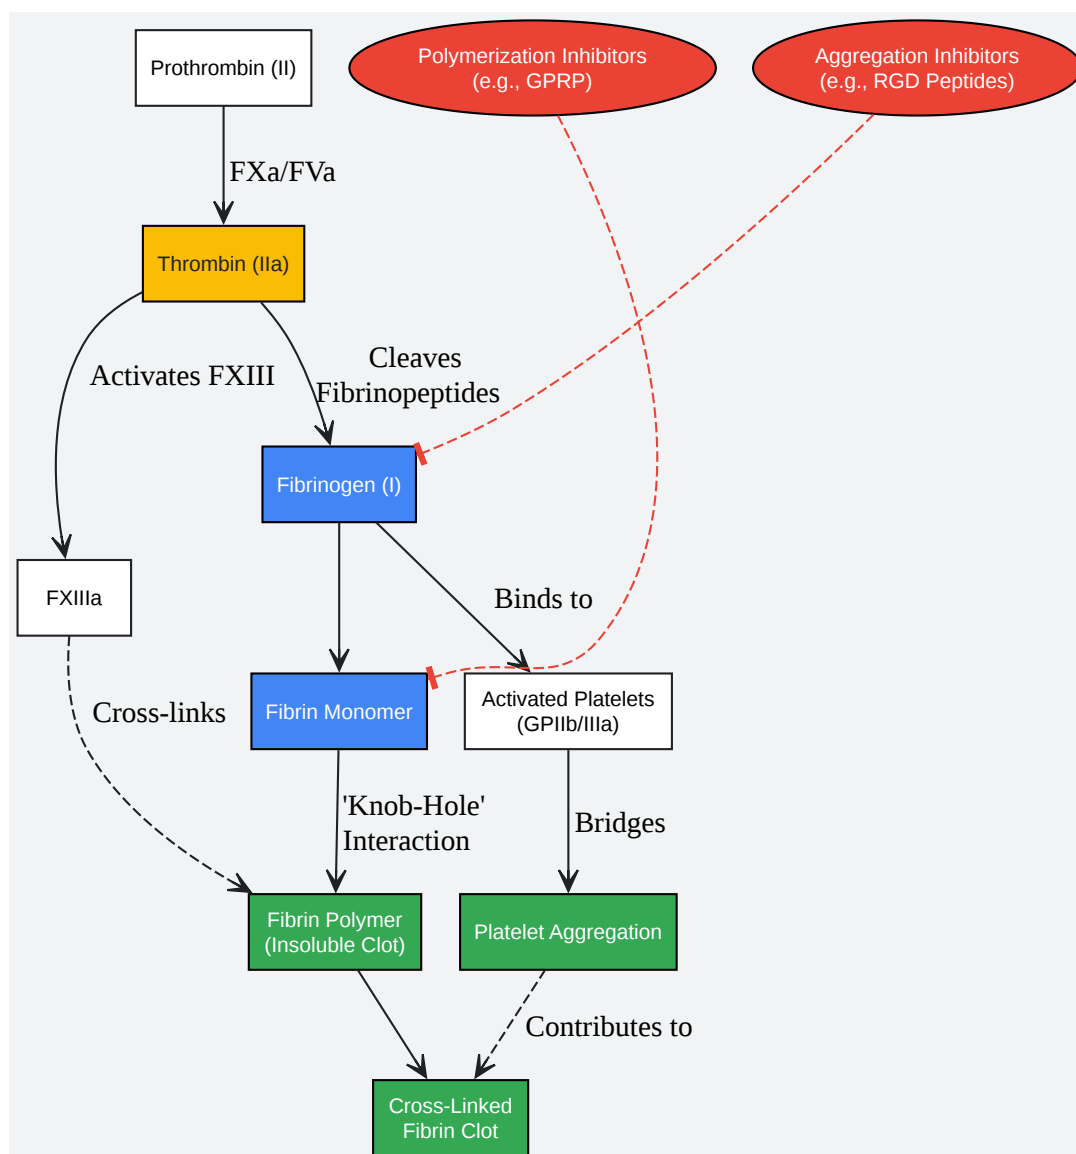 Prothrombin (II)
Polymerization Inhibitors
(e.g., GPRP)
Aggregation Inhibitors
(e.g., RGD Peptides)
FXa/FVa
Thrombin (IIa)
Activates FXIII
Cleaves
Fibrinopeptides
Fibrinogen (I)
FXIIIa
Binds to
Cross-links
Fibrin Monomer
Activated Platelets
(GPIIb/IIIa)
'Knob-Hole'
Interaction
Bridges
Fibrin Polymer
(Insoluble Clot)
Platelet Aggregation
Contributes to
Cross-Linked
Fibrin Clot